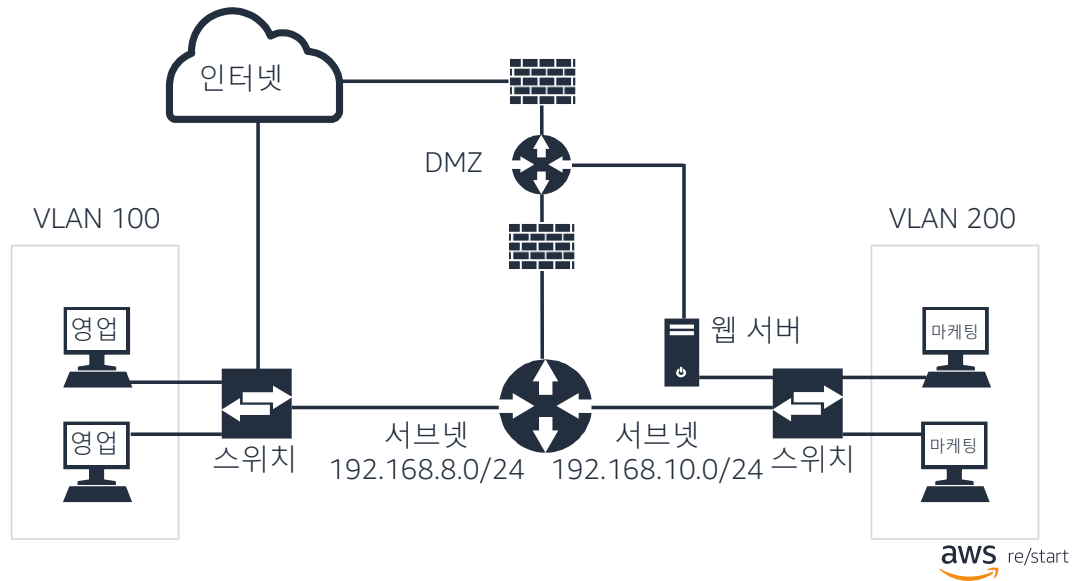 인터넷
DMZ
VLAN 100
VLAN 200
영업
웹 서버
마케팅
영업
마케팅
스위치
서브넷
192.168.8.0/24
서브넷
192.168.10.0/24
스위치
aws re/start